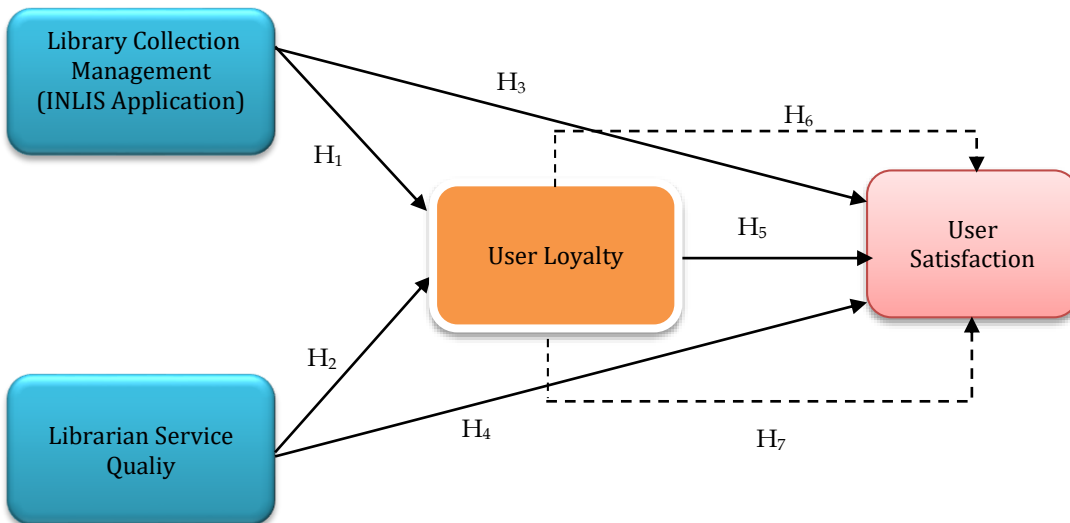 Library Collection
Management
(INLIS Application)
H₃
H₆
H₁
User Loyalty
H₅
User
Satisfaction
H₂
H₄
H₇
Librarian Service
Qualiy